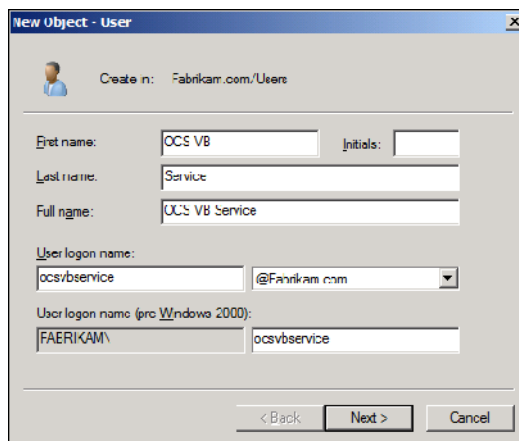 New Object - User
Create in: Fabrikam.com/Users
First name: OCS VB Initials:
Last name: Service
Full name: OCS VB Service
User logon name:
ocsvbservice @Fabrikam.com
User logon name (pre Windows 2000):
FABRIKAM\ ocsvbservice
< Back Next > Cancel